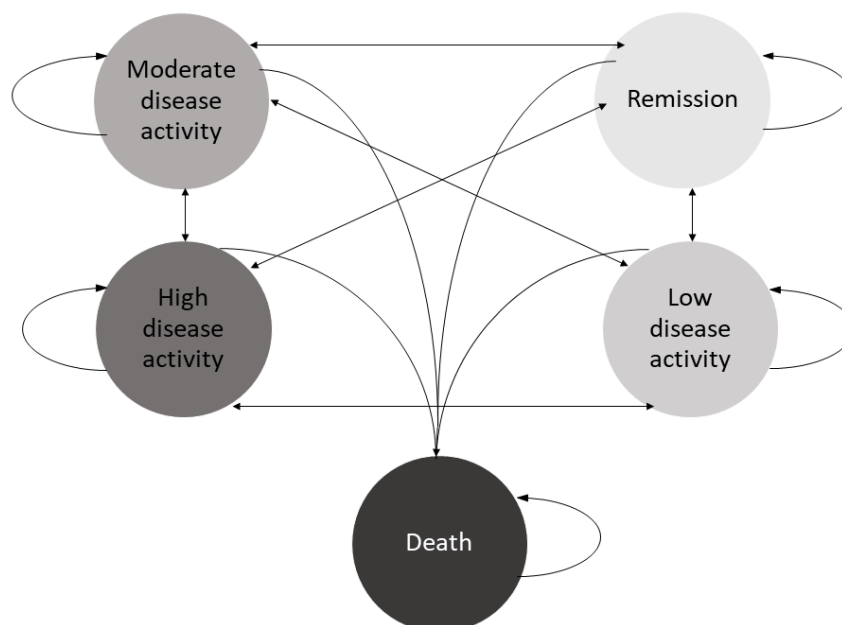 Moderate
disease
activity
Remission
High
disease
activity
Low
disease
activity
Death